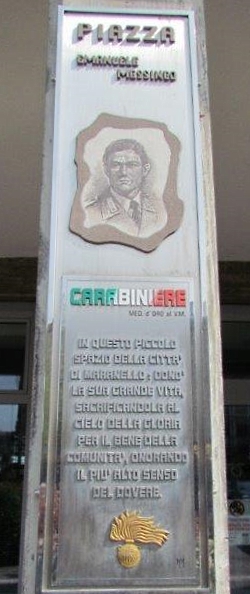 PIAZZA
EMANUELE
MESSINEO
CARABINIERE
MED. d'ORO al V.M.
IN QUESTO PICCOLO
SPAZIO DELLA CITTA'
DI MARANELLO, DONO'
LA SUA GRANDE VITA,
SACRIFICANDOLA AL
CIELO DELLA GLORIA
PER IL BENE DELLA
COMUNITA', ONORANDO
IL PIU' ALTO SENSO
DEL DOVERE.